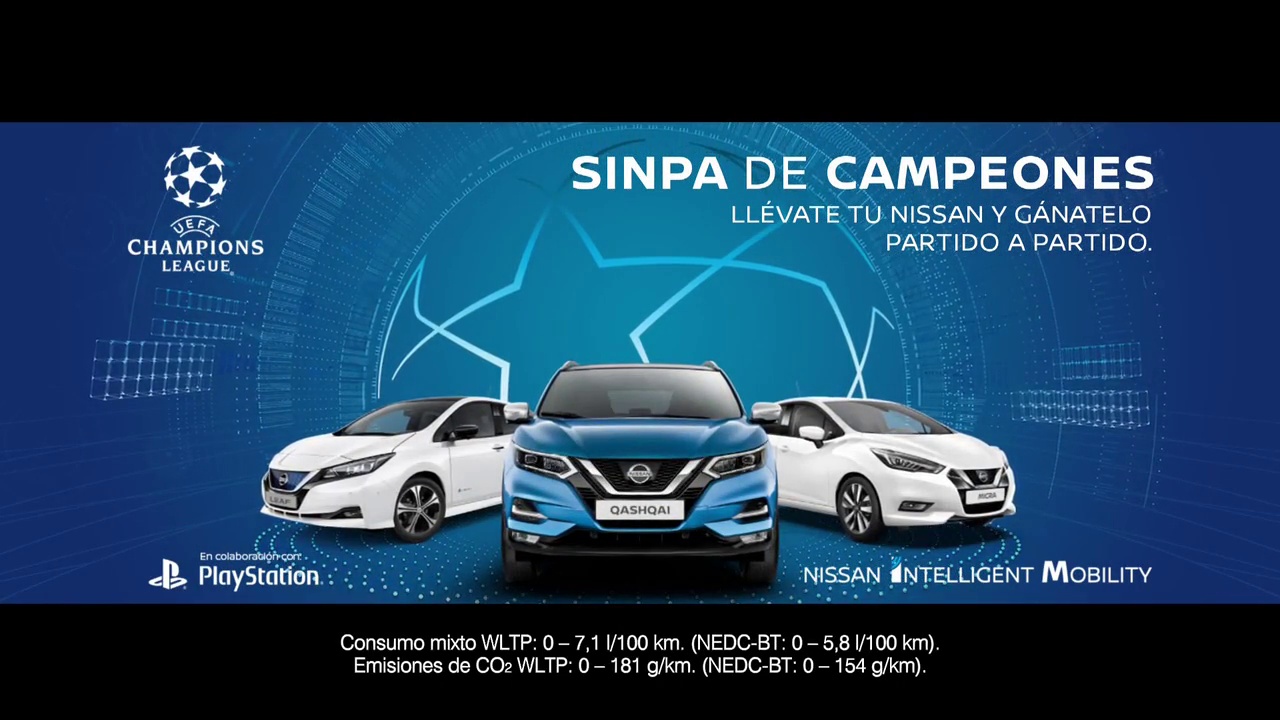 SINPA DE CAMPEONES
LLÉVATE TU NISSAN Y GÁNATELO
PARTIDO A PARTIDO.
UEFA
CHAMPIONS
LEAGUE
LEAF
NISSAN
QASHQAI
MICRA
En colaboración con:
PlayStation
NISSAN INTELLIGENT MOBILITY
Consumo mixto WLTP: 0 – 7,1 l/100 km. (NEDC-BT: 0 – 5,8 l/100 km).
Emisiones de CO₂ WLTP: 0 – 181 g/km. (NEDC-BT: 0 – 154 g/km).